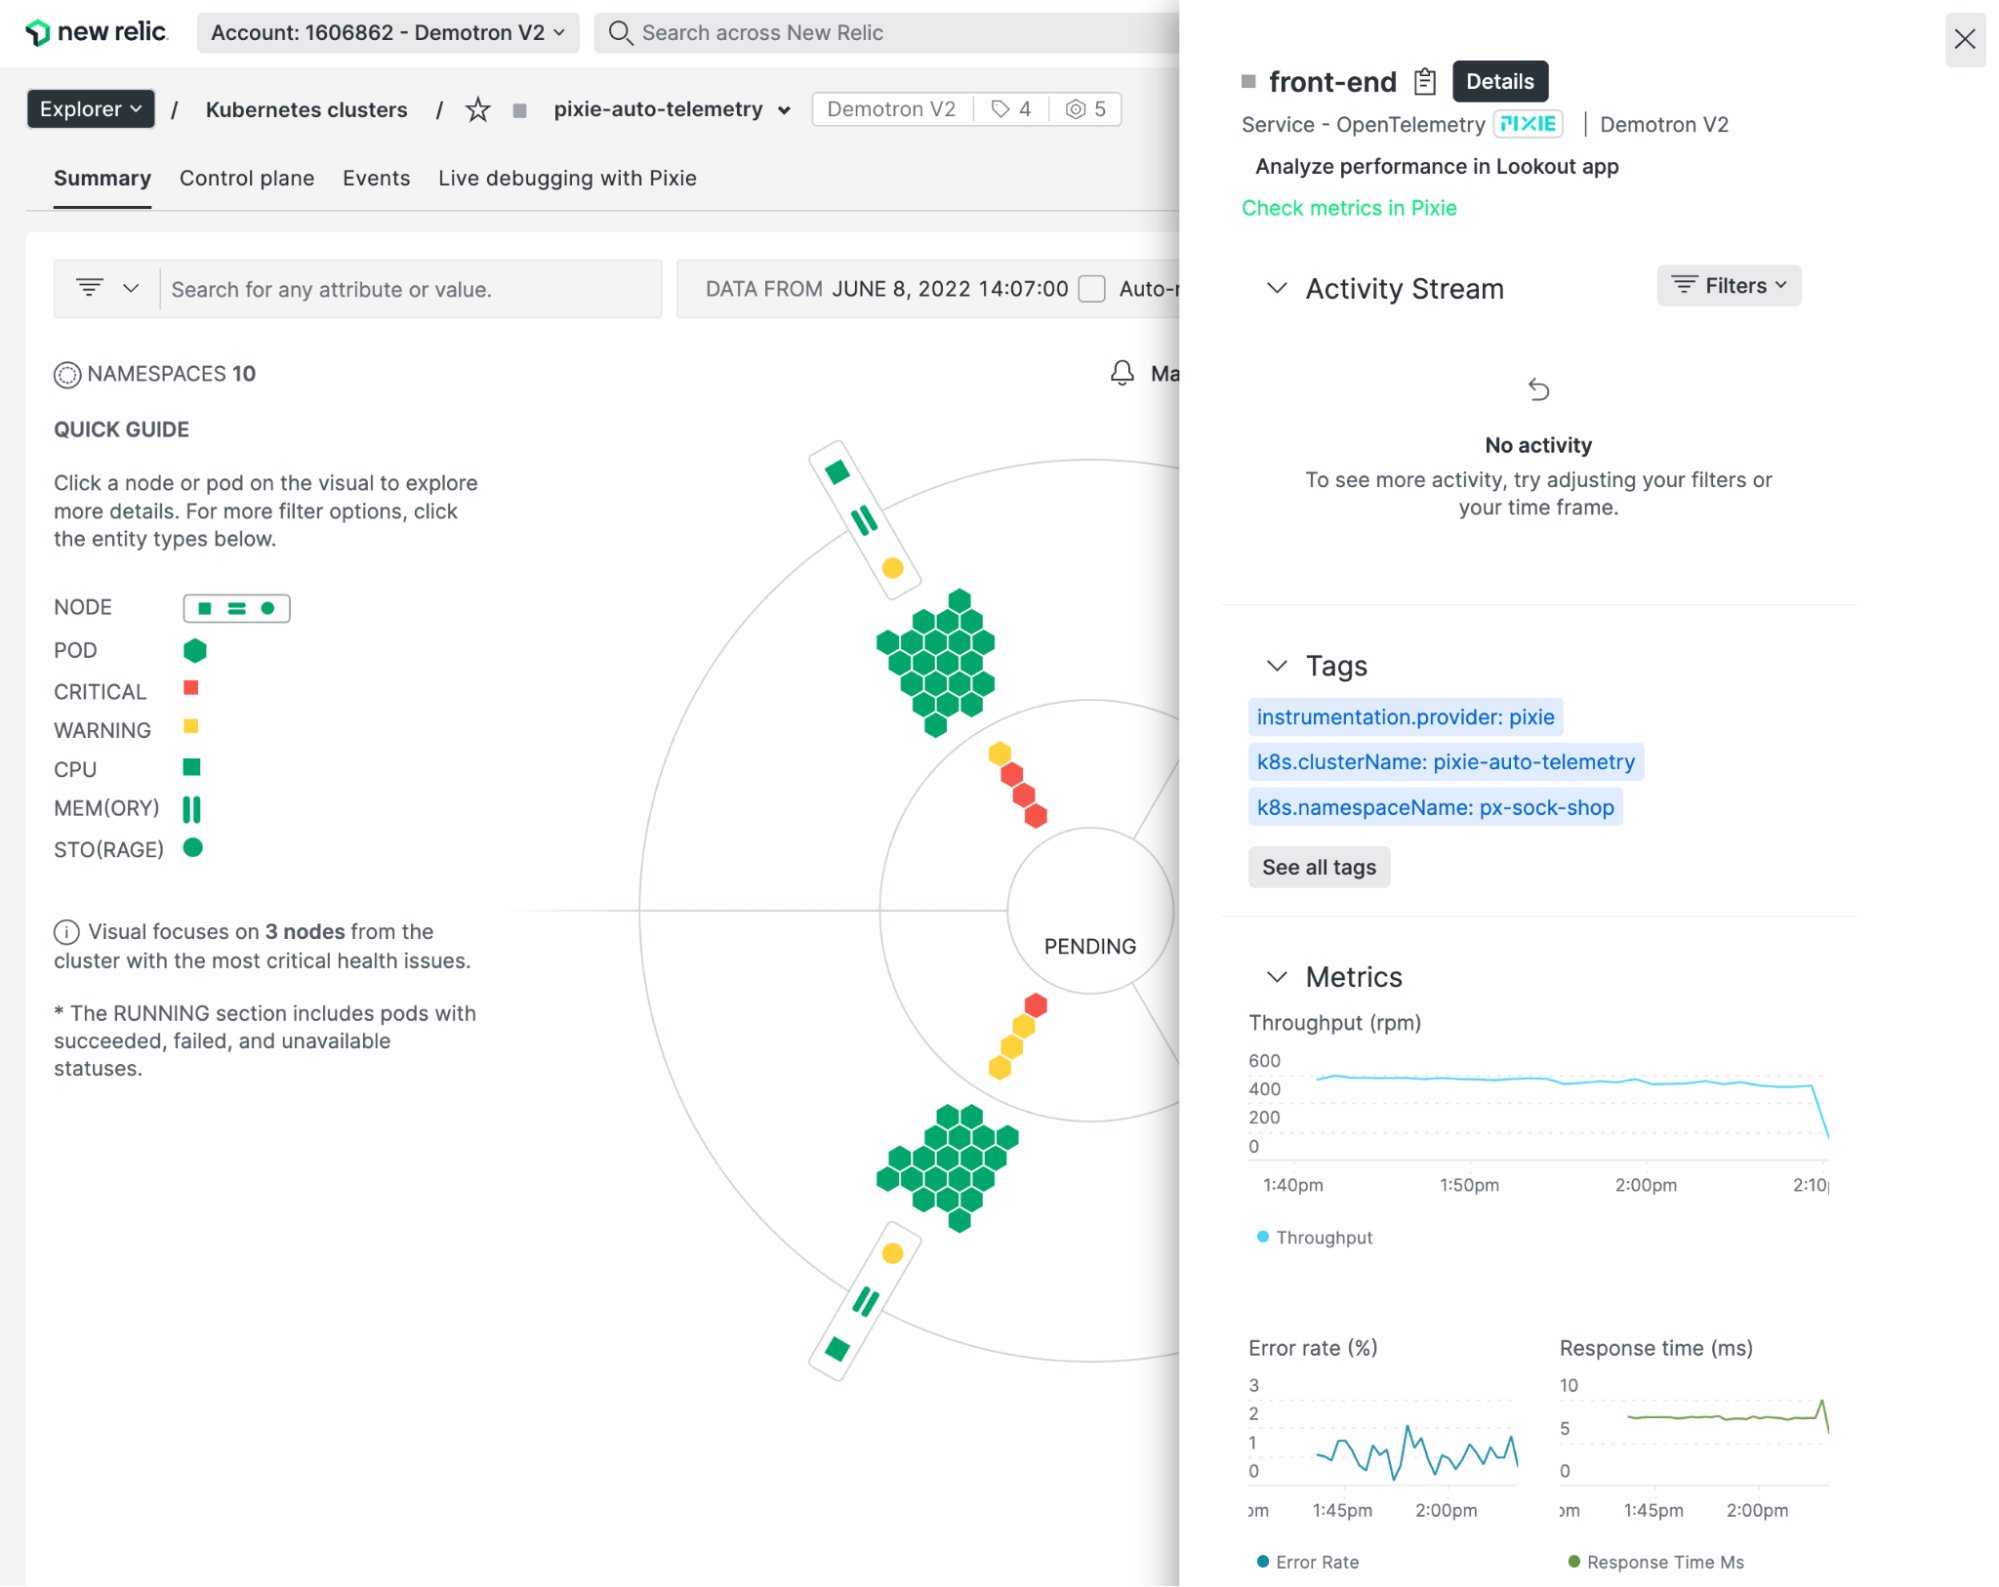 new relic.
Account: 1606862 - Demotron V2
Search across New Relic
Explorer / Kubernetes clusters / pixie-auto-telemetry
Demotron V2 4 5
Summary Control plane Events Live debugging with Pixie
Search for any attribute or value.
DATA FROM JUNE 8, 2022 14:07:00 Auto-r
NAMESPACES 10
Ma
QUICK GUIDE
Click a node or pod on the visual to explore
more details. For more filter options, click
the entity types below.
NODE
POD
CRITICAL
WARNING
CPU
MEM(ORY)
STO(RAGE)
Visual focuses on 3 nodes from the
cluster with the most critical health issues.
* The RUNNING section includes pods with
succeeded, failed, and unavailable
statuses.
PENDING
front-end Details
Service - OpenTelemetry PIXIE | Demotron V2
Analyze performance in Lookout app
Check metrics in Pixie
Activity Stream
Filters
No activity
To see more activity, try adjusting your filters or
your time frame.
Tags
instrumentation.provider: pixie
k8s.clusterName: pixie-auto-telemetry
k8s.namespaceName: px-sock-shop
See all tags
Metrics
Throughput (rpm)
600
400
200
0
1:40pm 1:50pm 2:00pm 2:10p
Throughput
Error rate (%)
3
2
1
0
pm 1:45pm 2:00pm
Error Rate
Response time (ms)
10
5
0
pm 1:45pm 2:00pm
Response Time Ms